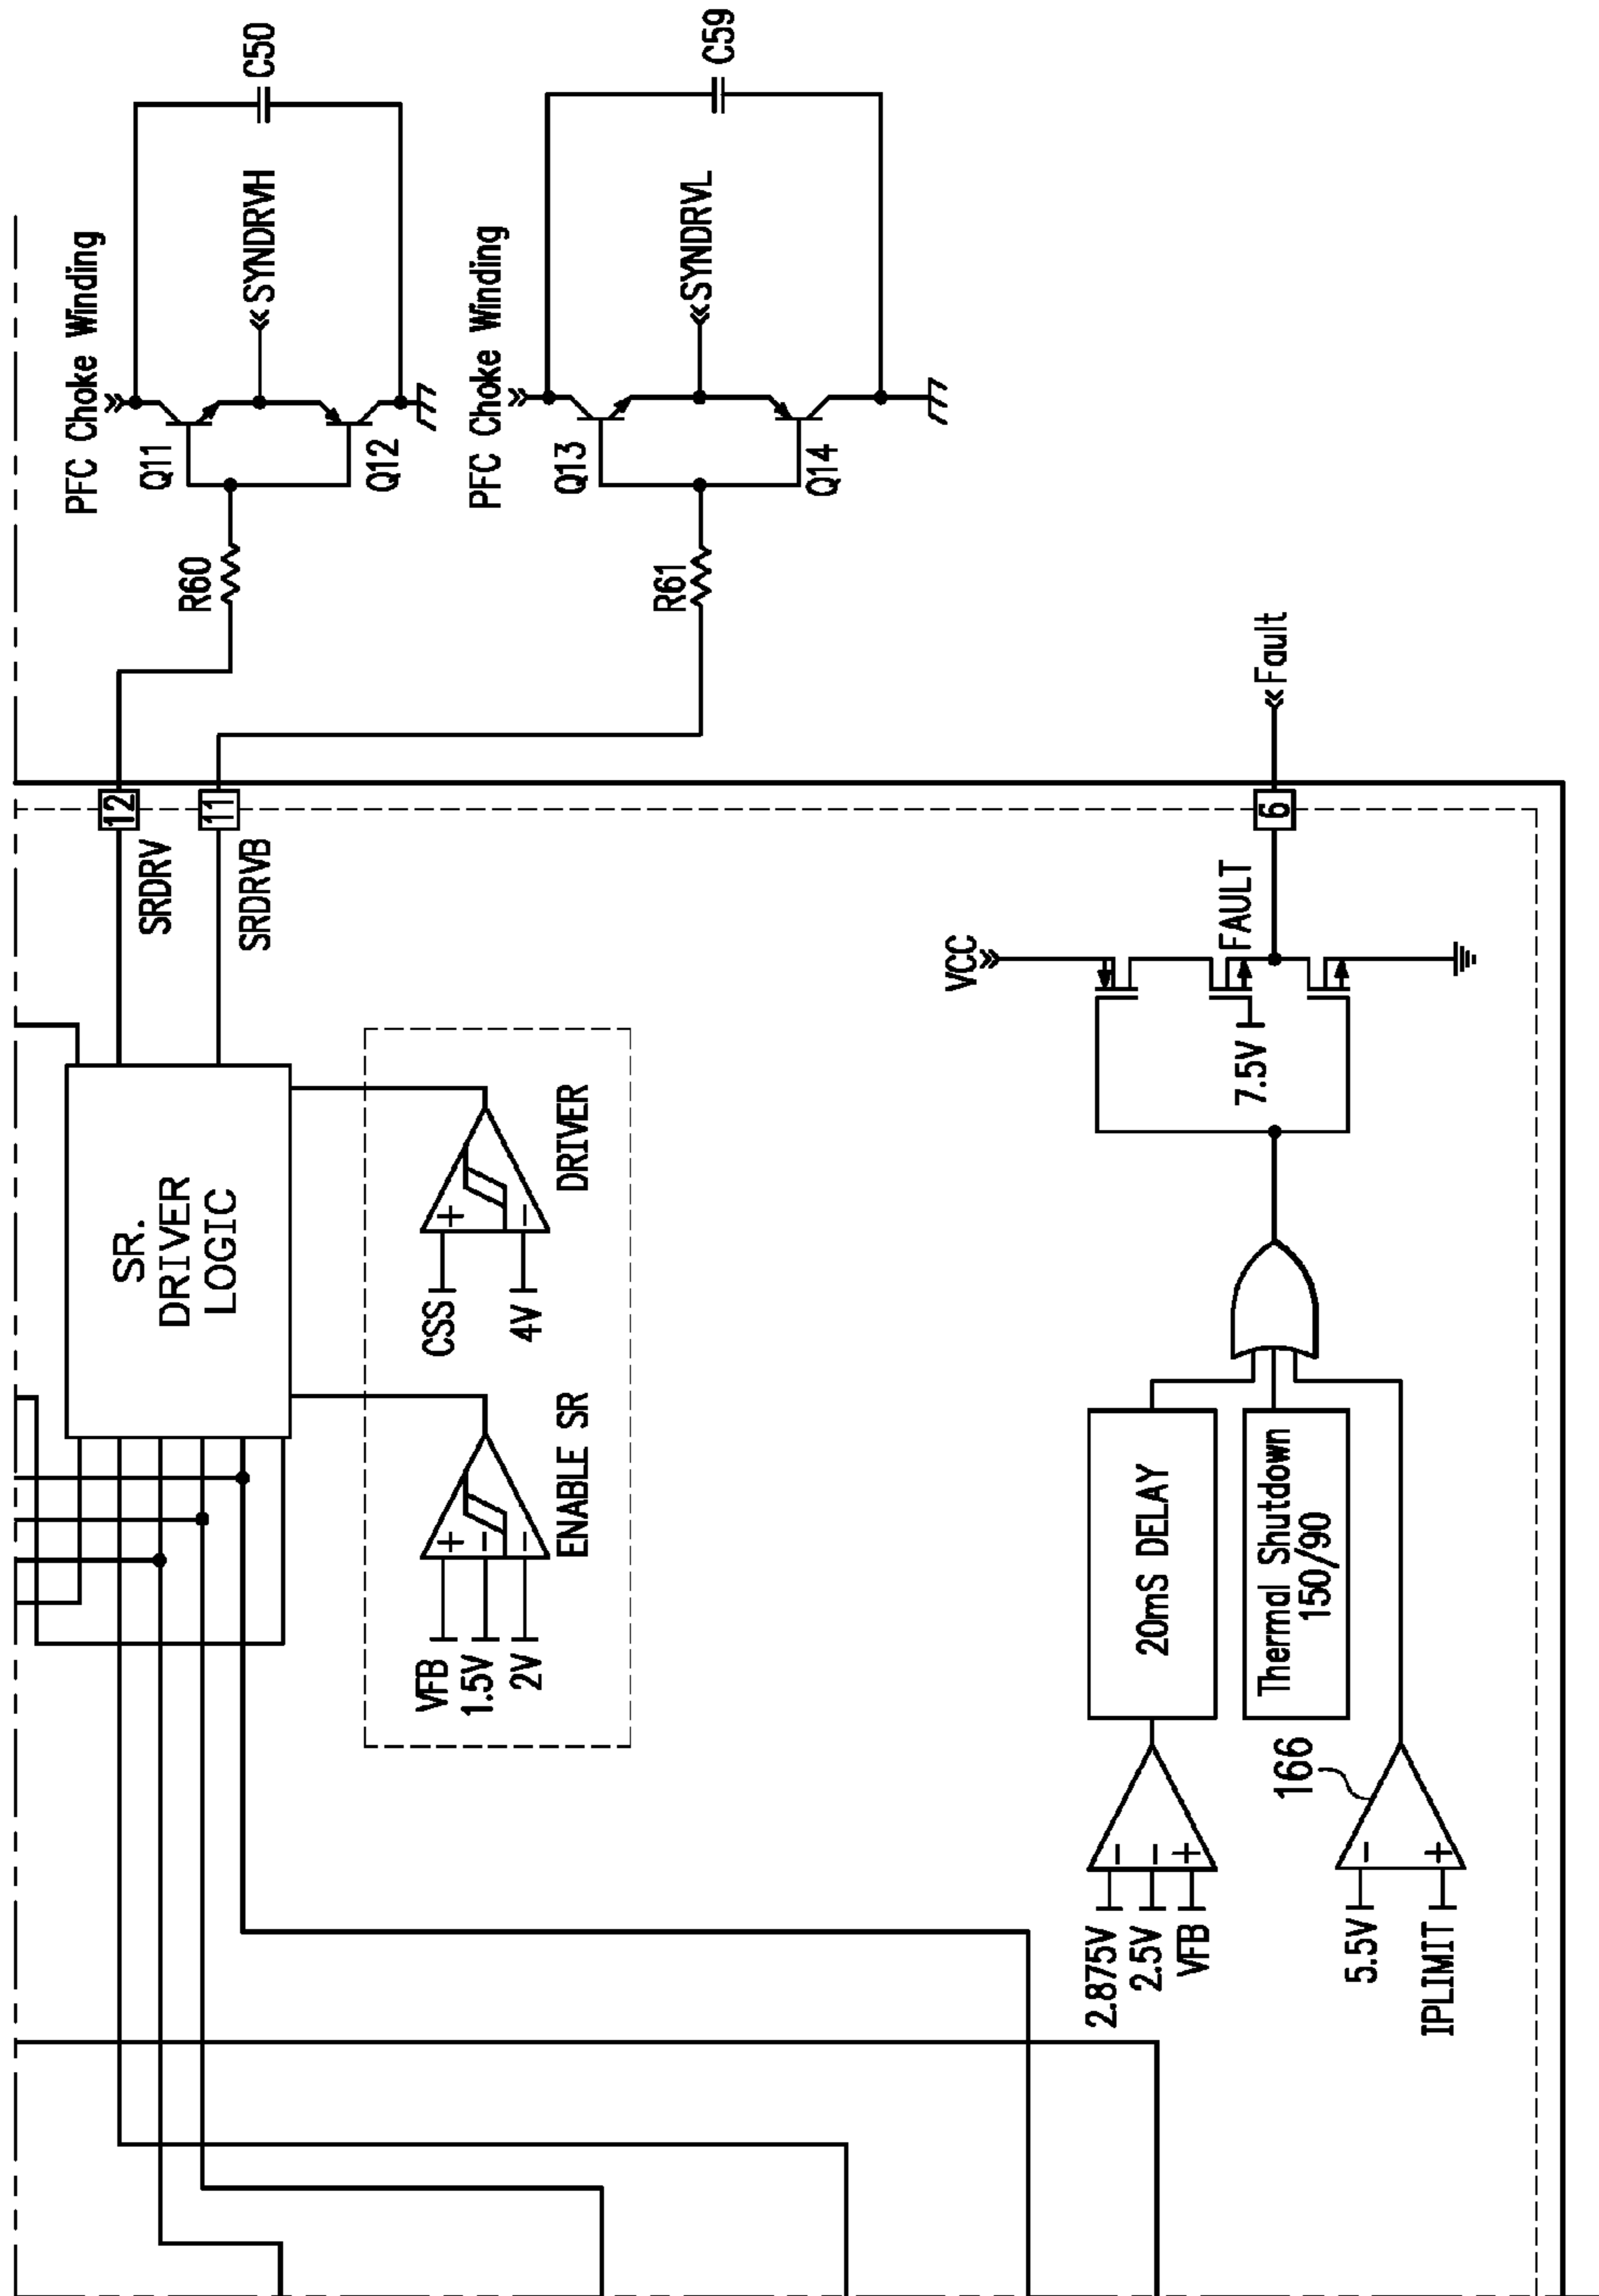 PFC Choke Winding
Q11
Q12
R60
C50
SYNDRVH
PFC Choke Winding
Q13
Q14
R61
C59
SYNDRVL
12
SRDRV
11
SRDRVB
SR.
DRIVER
LOGIC
CSS
4V
DRIVER
VFB
1.5V
2V
ENABLE SR
VCC
7.5V
FAULT
6
Fault
20mS DELAY
Thermal Shutdown
150/90
2.875V
2.5V
VFB
166
5.5V
IPLIMIT